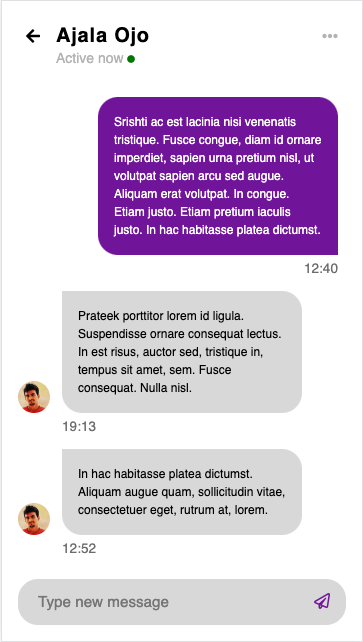 Ajala Ojo
Active now
Srishti ac est lacinia nisi venenatis
tristique. Fusce congue, diam id ornare
imperdiet, sapien urna pretium nisl, ut
volutpat sapien arcu sed augue.
Aliquam erat volutpat. In congue.
Etiam justo. Etiam pretium iaculis
justo. In hac habitasse platea dictumst.
12:40
Prateek porttitor lorem id ligula.
Suspendisse ornare consequat lectus.
In est risus, auctor sed, tristique in,
tempus sit amet, sem. Fusce
consequat. Nulla nisl.
19:13
In hac habitasse platea dictumst.
Aliquam augue quam, sollicitudin vitae,
consectetuer eget, rutrum at, lorem.
12:52
Type new message